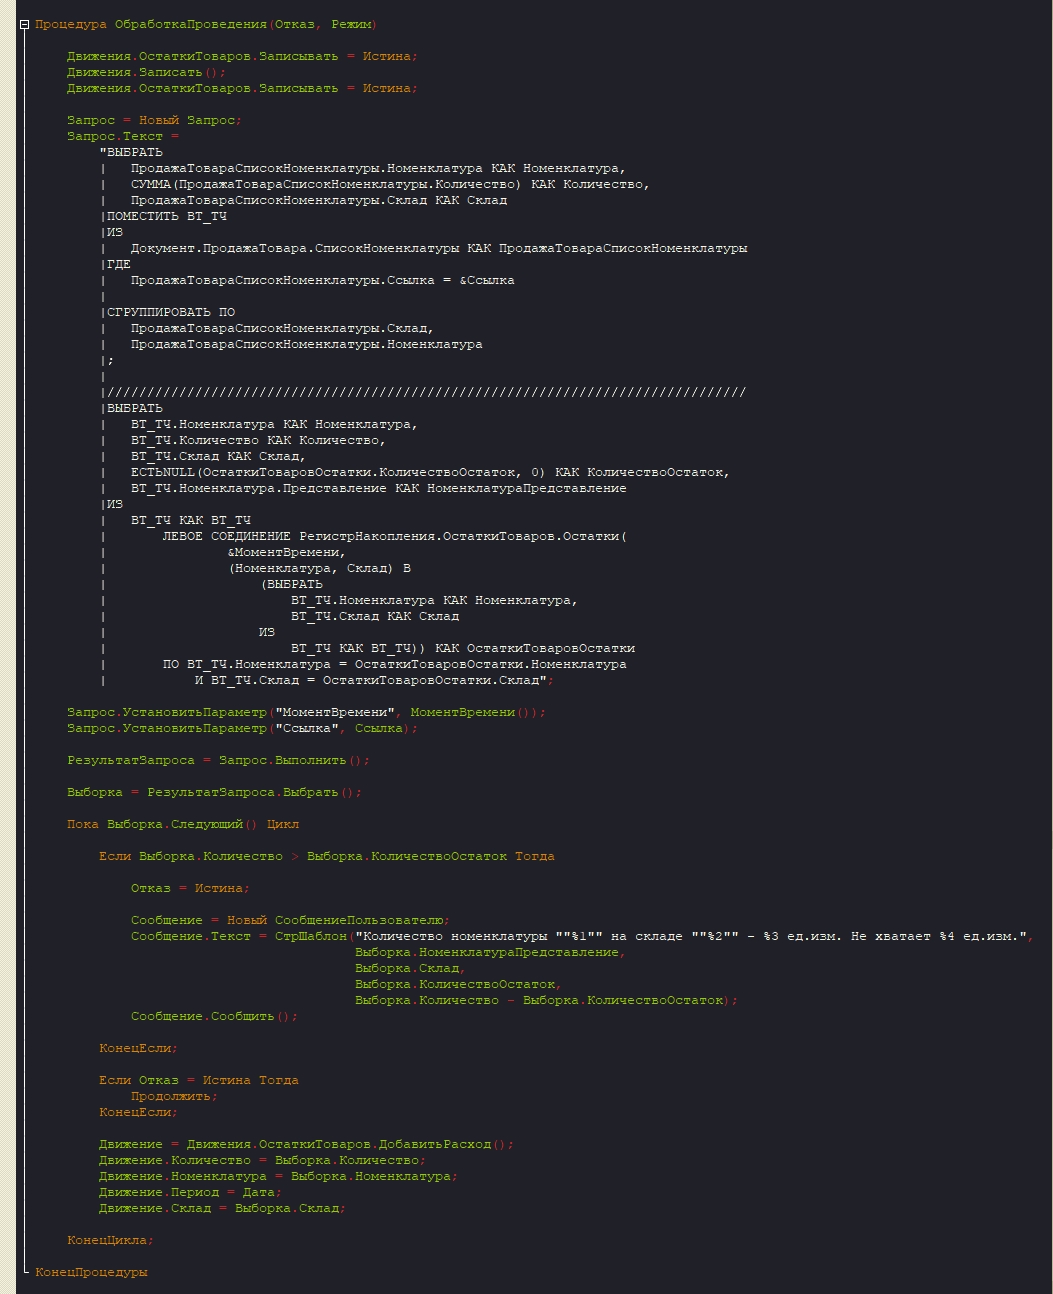 Процедура ОбработкаПроведения(Отказ, Режим)
Движения.ОстаткиТоваров.Записывать = Истина;
Движения.Записать();
Движения.ОстаткиТоваров.Записывать = Истина;
Запрос = Новый Запрос;
Запрос.Текст =
"ВЫБРАТЬ
|   ПродажаТовараСписокНоменклатуры.Номенклатура КАК Номенклатура,
|   СУММА(ПродажаТовараСписокНоменклатуры.Количество) КАК Количество,
|   ПродажаТовараСписокНоменклатуры.Склад КАК Склад
|ПОМЕСТИТЬ ВТ_ТЧ
|ИЗ
|   Документ.ПродажаТовара.СписокНоменклатуры КАК ПродажаТовараСписокНоменклатуры
|ГДЕ
|   ПродажаТовараСписокНоменклатуры.Ссылка = &Ссылка
|
|СГРУППИРОВАТЬ ПО
|   ПродажаТовараСписокНоменклатуры.Склад,
|   ПродажаТовараСписокНоменклатуры.Номенклатура
|;
|
|////////////////////////////////////////////////////////////////////////////////
|ВЫБРАТЬ
|   ВТ_ТЧ.Номенклатура КАК Номенклатура,
|   ВТ_ТЧ.Количество КАК Количество,
|   ВТ_ТЧ.Склад КАК Склад,
|   ЕСТЬNULL(ОстаткиТоваровОстатки.КоличествоОстаток, 0) КАК КоличествоОстаток,
|   ВТ_ТЧ.Номенклатура.Представление КАК НоменклатураПредставление
|ИЗ
|   ВТ_ТЧ КАК ВТ_ТЧ
|       ЛЕВОЕ СОЕДИНЕНИЕ РегистрНакопления.ОстаткиТоваров.Остатки(
|               &МоментВремени,
|               (Номенклатура, Склад) В
|                   (ВЫБРАТЬ
|                       ВТ_ТЧ.Номенклатура КАК Номенклатура,
|                       ВТ_ТЧ.Склад КАК Склад
|                   ИЗ
|                       ВТ_ТЧ КАК ВТ_ТЧ)) КАК ОстаткиТоваровОстатки
|       ПО ВТ_ТЧ.Номенклатура = ОстаткиТоваровОстатки.Номенклатура
|           И ВТ_ТЧ.Склад = ОстаткиТоваровОстатки.Склад";
Запрос.УстановитьПараметр("МоментВремени", МоментВремени());
Запрос.УстановитьПараметр("Ссылка", Ссылка);
РезультатЗапроса = Запрос.Выполнить();
Выборка = РезультатЗапроса.Выбрать();
Пока Выборка.Следующий() Цикл
Если Выборка.Количество > Выборка.КоличествоОстаток Тогда
Отказ = Истина;
Сообщение = Новый СообщениеПользователю;
Сообщение.Текст = СтрШаблон("Количество номенклатуры ""%1"" на складе ""%2"" - %3 ед.изм. Не хватает %4 ед.изм.",
Выборка.НоменклатураПредставление,
Выборка.Склад,
Выборка.КоличествоОстаток,
Выборка.Количество - Выборка.КоличествоОстаток);
Сообщение.Сообщить();
КонецЕсли;
Если Отказ = Истина Тогда
Продолжить;
КонецЕсли;
Движение = Движения.ОстаткиТоваров.ДобавитьРасход();
Движение.Количество = Выборка.Количество;
Движение.Номенклатура = Выборка.Номенклатура;
Движение.Период = Дата;
Движение.Склад = Выборка.Склад;
КонецЦикла;
КонецПроцедуры